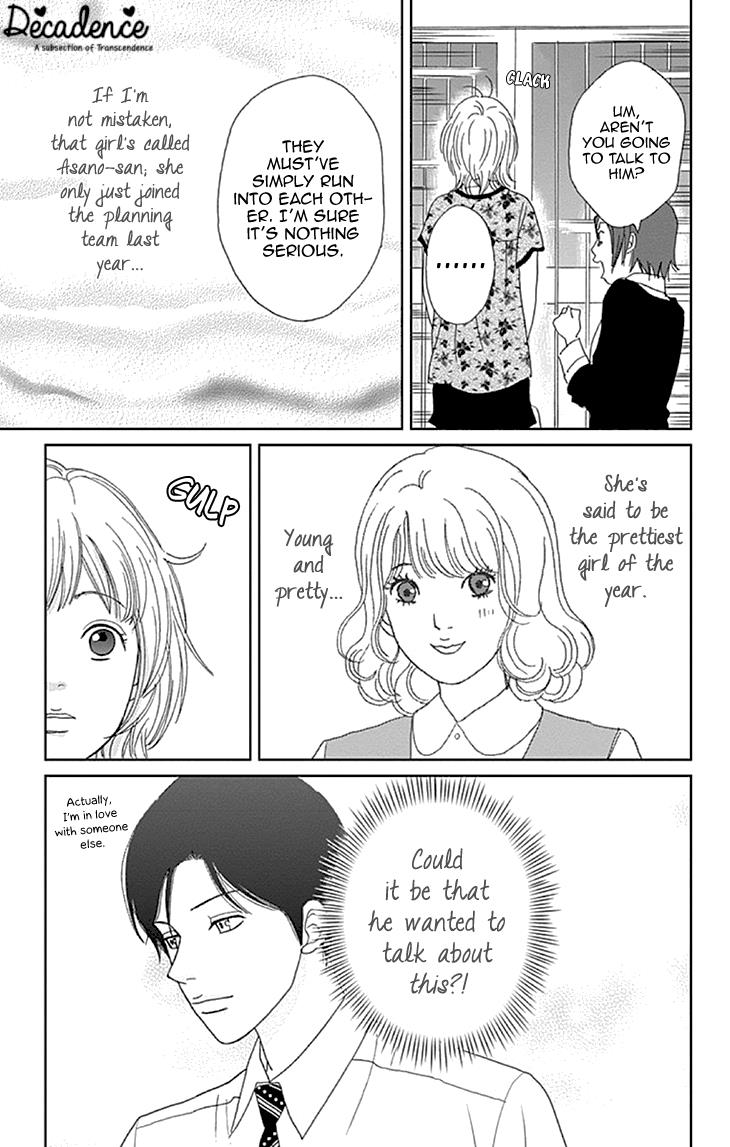 Decadence
A subsection of Transcendence
CLACK
UM,
AREN'T
YOU GOING
TO TALK TO
HIM?
......
THEY
MUST'VE
SIMPLY RUN
INTO EACH OTH-
ER. I'M SURE
IT'S NOTHING
SERIOUS.
If I'm
not mistaken,
that girl's called
Asano-san; she
only just joined
the planning
team last
year...
She's
said to be
the prettiest
girl of the
year.
Young
and
pretty...
GULP
Could
it be that
he wanted to
talk about
this?!
Actually,
I'm in love
with someone
else.